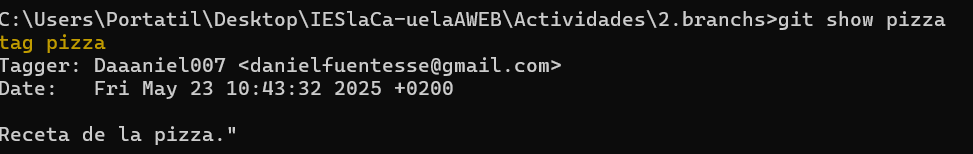 C:\Users\Portatil\Desktop\IESlaCa-uelaAWEB\Actividades\2.branchs>git show pizza
tag pizza
Tagger: Daaaniel007 <danielfuentesse@gmail.com>
Date:   Fri May 23 10:43:32 2025 +0200
Receta de la pizza."